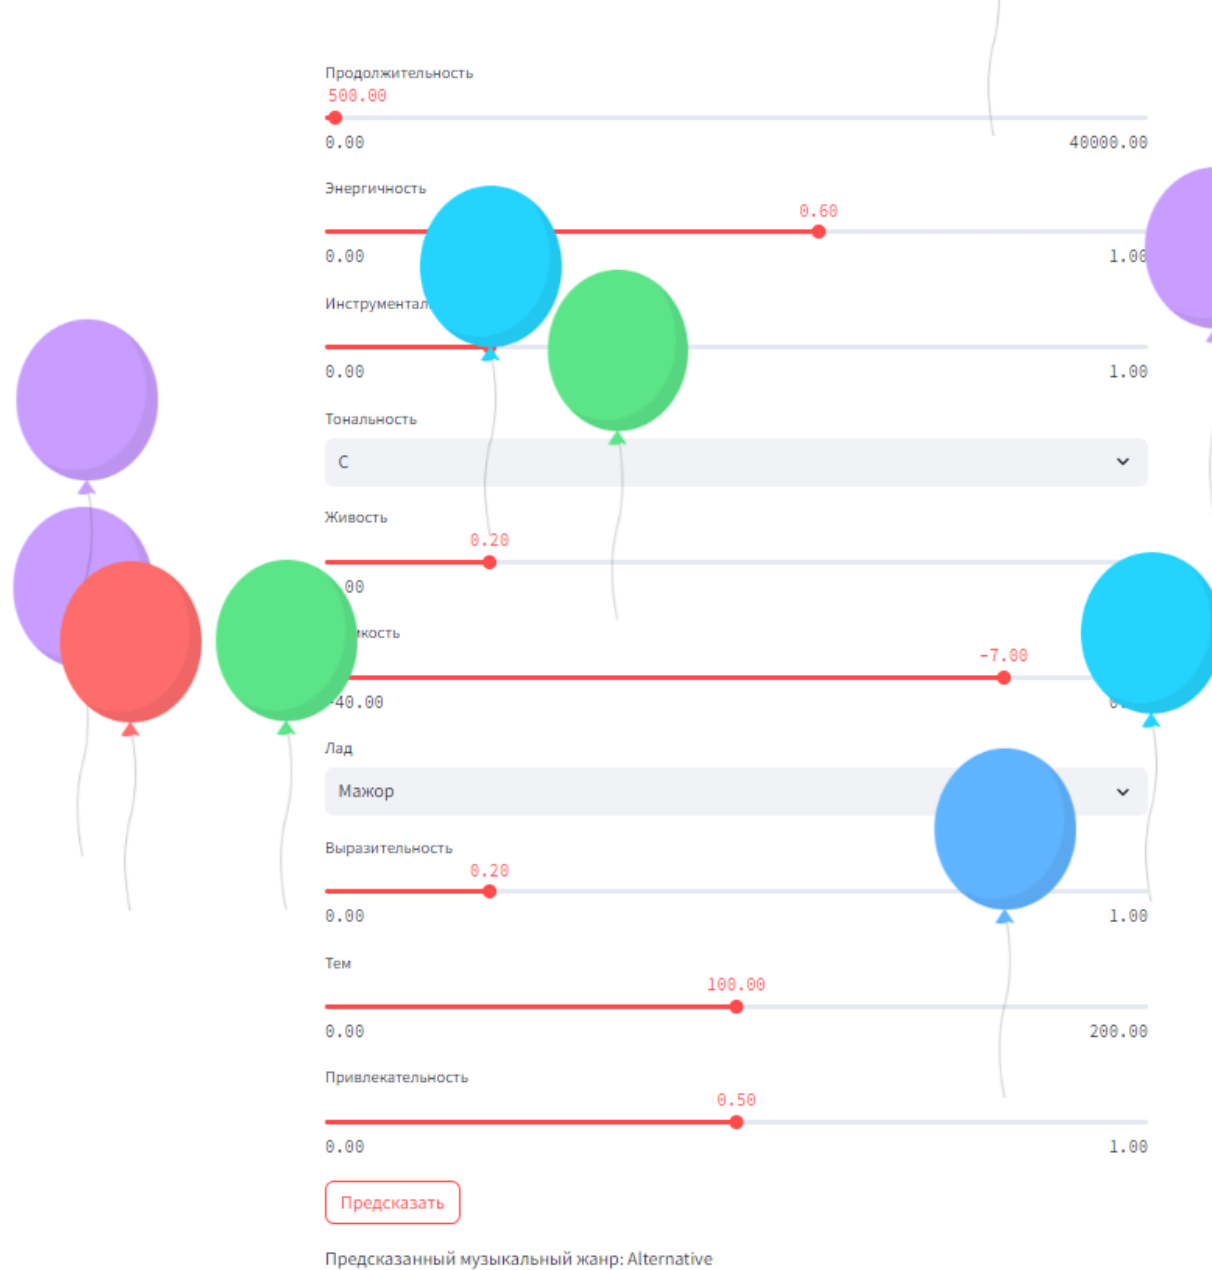 Продолжительность
500.00
0.00 40000.00
Энергичность
0.60
0.00 1.00
0.00 1.00
Тональность
C
Живость
0.20
-7.00
-40.00
Лад
Мажор
Выразительность
0.20
0.00 1.00
Тем
100.00
0.00 200.00
Привлекательность
0.50
0.00 1.00
Предсказать
Предсказанный музыкальный жанр: Alternative